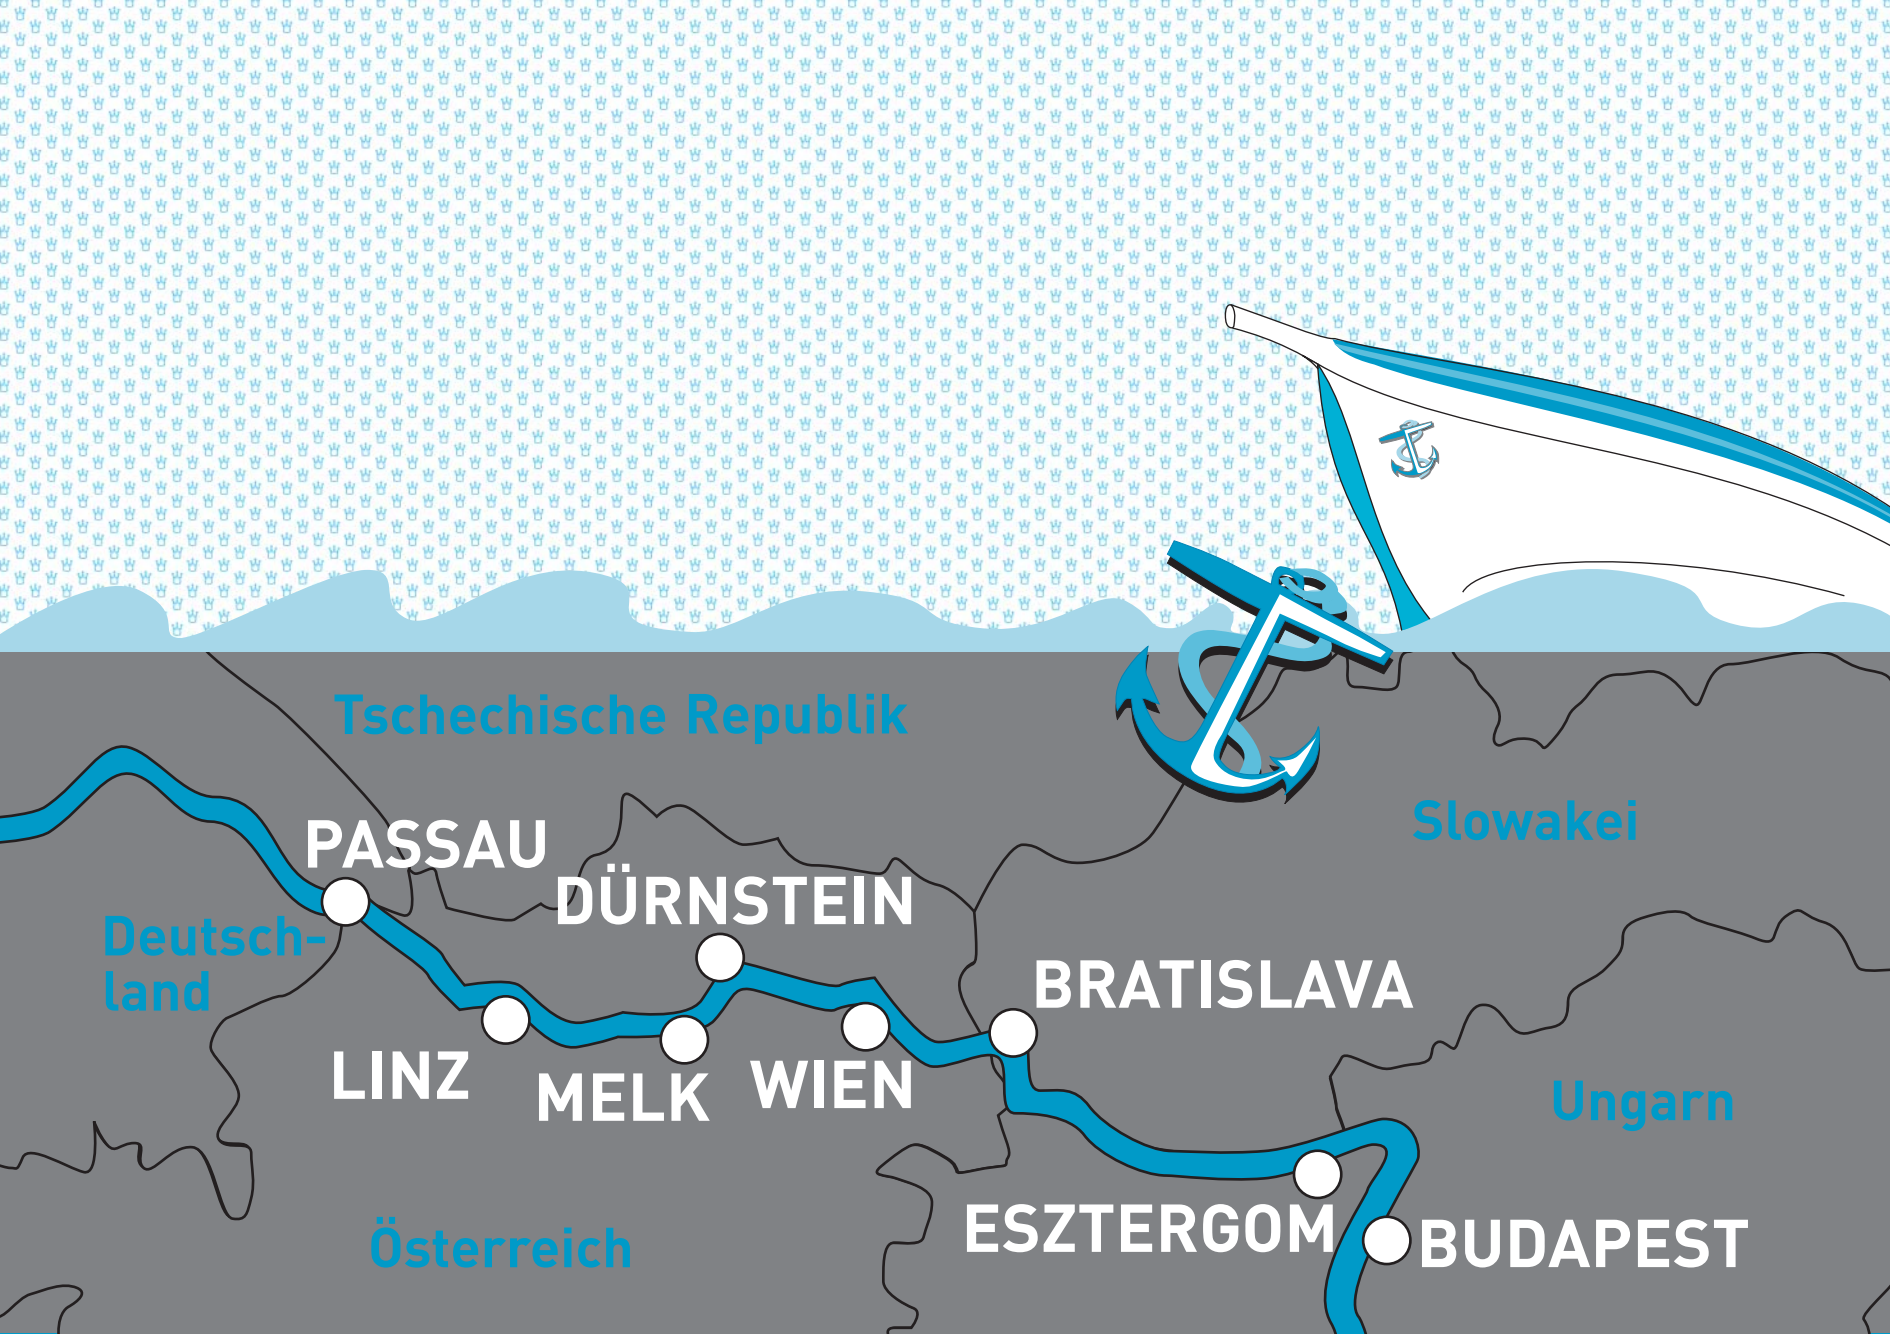 Tschechische Republik
Slowakei
PASSAU
DÜRNSTEIN
Deutsch-
land
BRATISLAVA
LINZ
MELK
WIEN
Ungarn
ESZTERGOM
BUDAPEST
Österreich